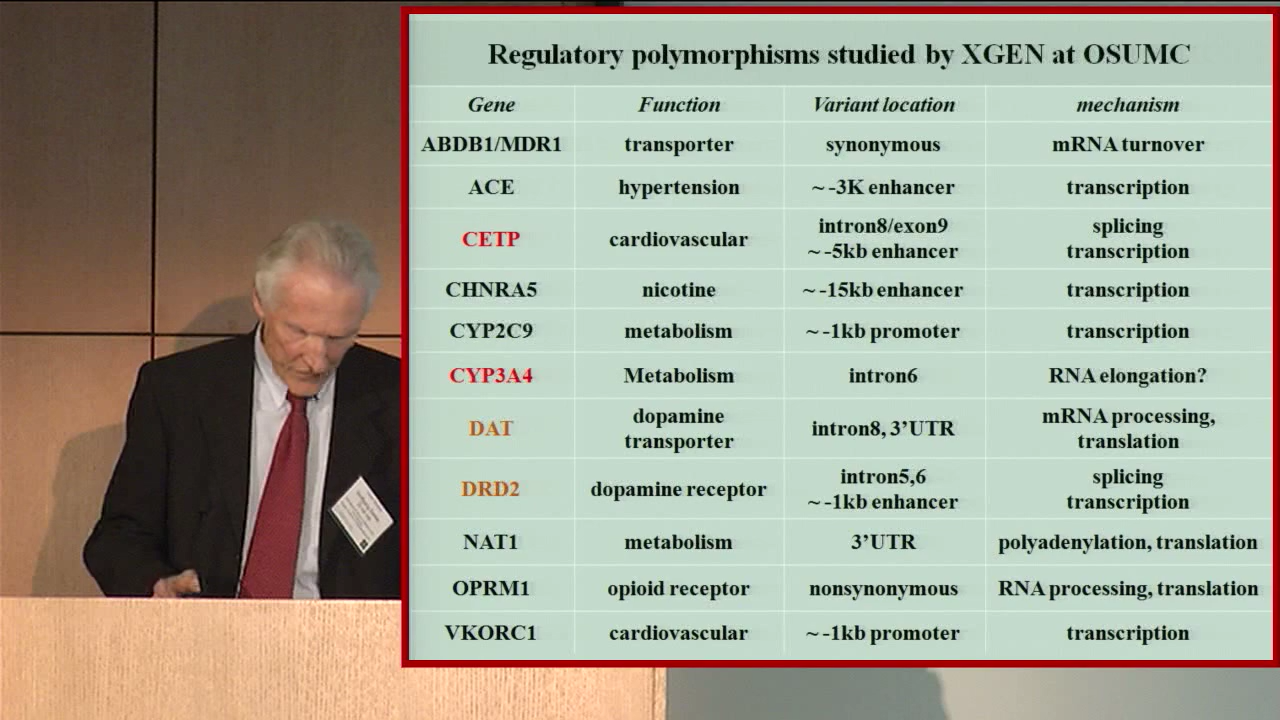 Regulatory polymorphisms studied by XGEN at OSUMC
Gene Function Variant location mechanism
ABDB1/MDR1 transporter synonymous mRNA turnover
ACE hypertension ~ -3K enhancer transcription
CETP cardiovascular intron8/exon9 splicing
~ -5kb enhancer transcription
CHNRA5 nicotine ~ -15kb enhancer transcription
CYP2C9 metabolism ~ -1kb promoter transcription
CYP3A4 Metabolism intron6 RNA elongation?
DAT dopamine transporter intron8, 3’UTR mRNA processing,
translation
DRD2 dopamine receptor intron5,6 splicing
~ -1kb enhancer transcription
NAT1 metabolism 3’UTR polyadenylation, translation
OPRM1 opioid receptor nonsynonymous RNA processing, translation
VKORC1 cardiovascular ~ -1kb promoter transcription